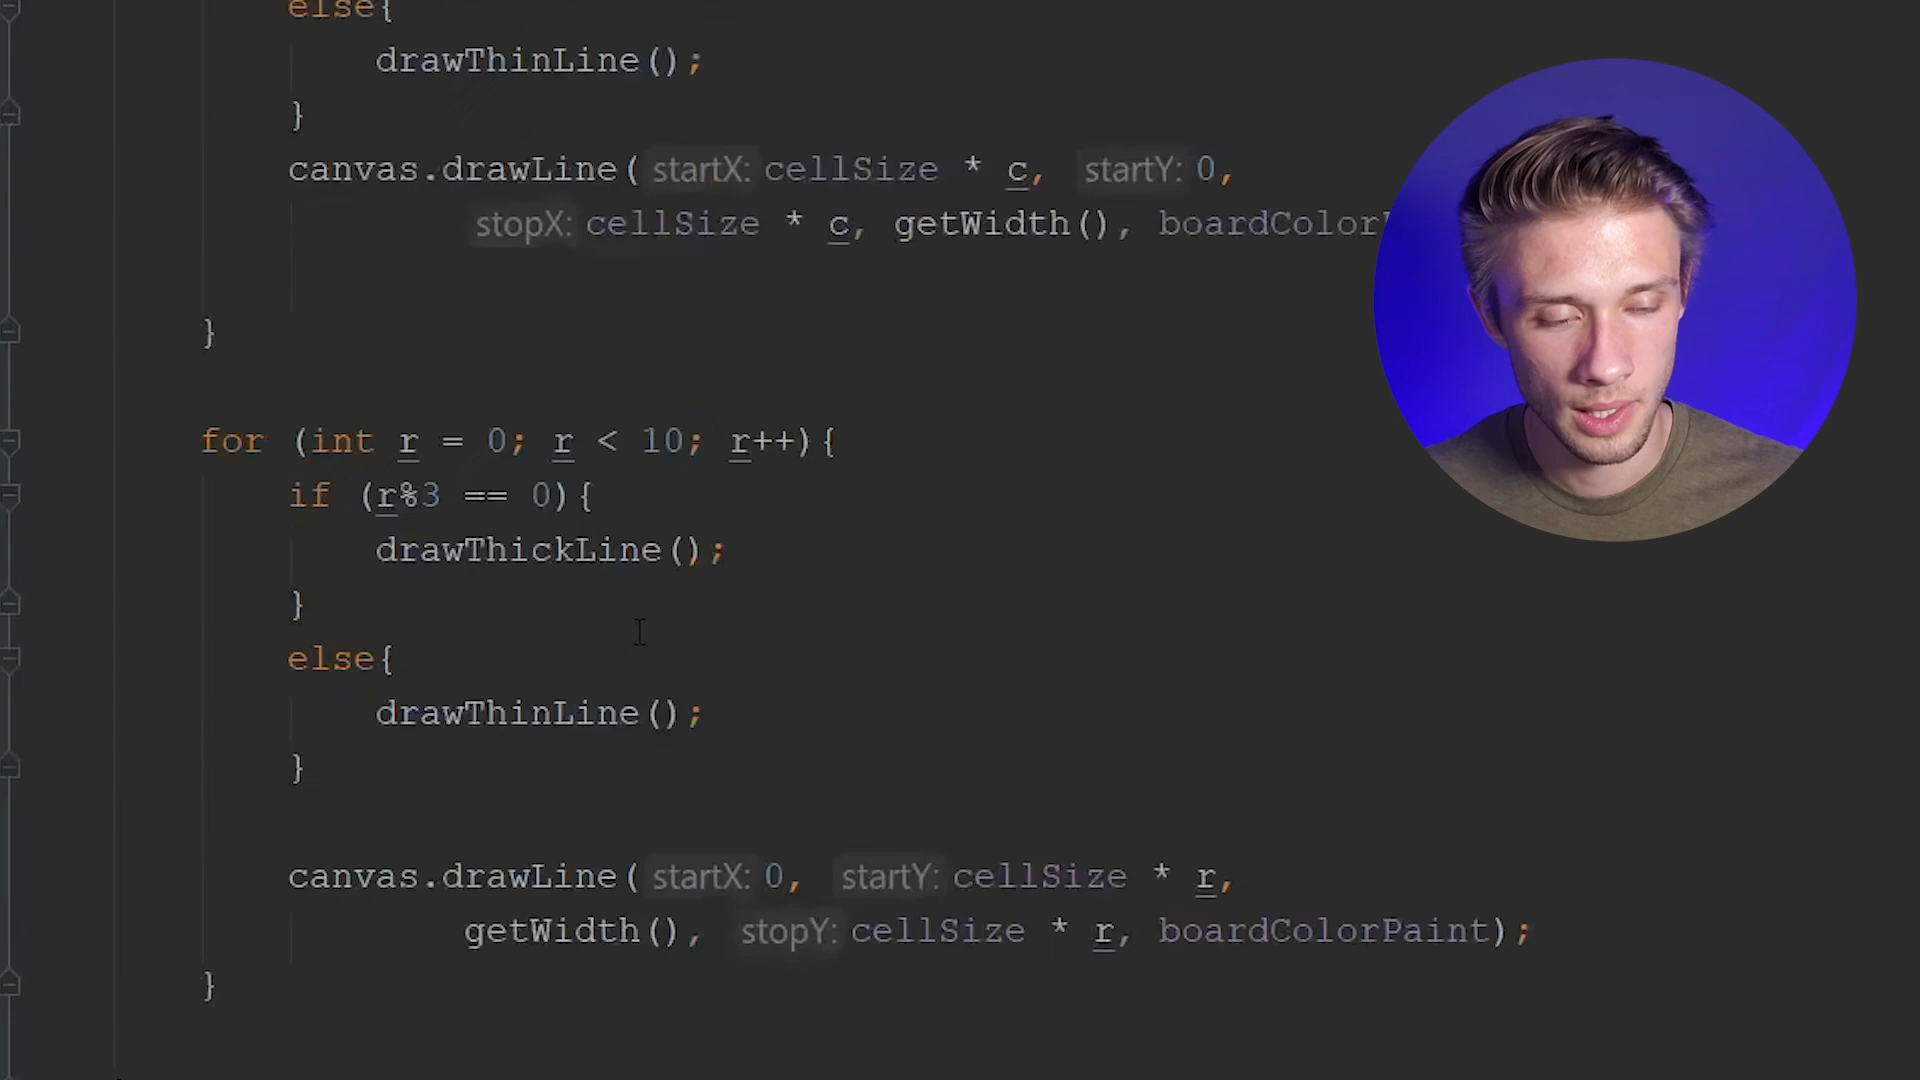 else{
drawThinLine();
}
canvas.drawLine( startX: cellSize * c, startY: 0,
stopX: cellSize * c, getWidth(), boardColor
}
for (int r = 0; r < 10; r++){
if (r%3 == 0){
drawThickLine();
}
else{
drawThinLine();
}
canvas.drawLine( startX: 0, startY: cellSize * r,
getWidth(), stopY: cellSize * r, boardColorPaint);
}